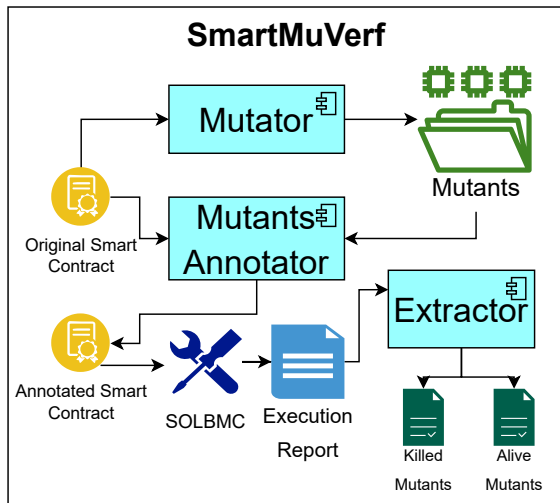 SmartMuVerf
Mutator
Mutants
Original Smart
Contract
Mutants
Annotator
Extractor
Annotated Smart
Contract
SOLBMC
Execution
Report
Killed
Mutants
Alive
Mutants